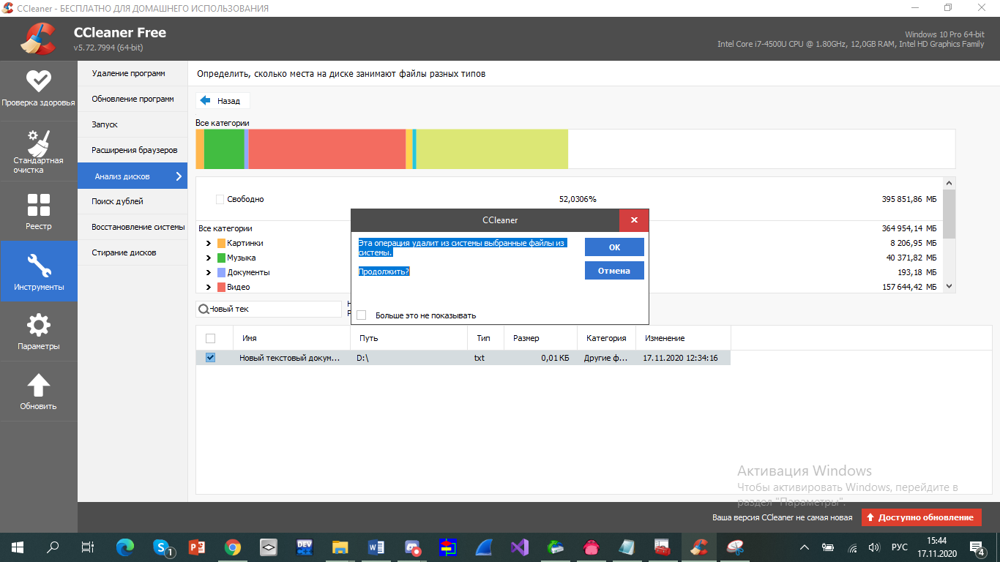 CCleaner - БЕСПЛАТНО ДЛЯ ДОМАШНЕГО ИСПОЛЬЗОВАНИЯ
CCleaner Free
v5.72.7994 (64-bit)
Windows 10 Pro 64-bit
Intel Core i7-4500U CPU @ 1.80GHz, 12,0GB RAM, Intel HD Graphics Family
Проверка здоровья
Стандартная
очистка
Реестр
Инструменты
Параметры
Обновить
Удаление программ
Обновление программ
Запуск
Расширения браузеров
Анализ дисков
Поиск дублей
Восстановление системы
Стирание дисков
Определить, сколько места на диске занимают файлы разных типов
Назад
Все категории
Свободно 52,0306% 395 851,86 МБ
Все категории 364 954,14 МБ
Картинки 8 206,95 МБ
Музыка 40 371,82 МБ
Документы 193,18 МБ
Видео 157 644,42 МБ
CCleaner
Эта операция удалит из системы выбранные файлы из
системы.
Продолжить?
OK
Отмена
Больше это не показывать
Новый тек
Имя Путь Тип Размер Категория Изменение
Новый текстовый докум... D:\ txt 0,01 КБ Другие ф... 17.11.2020 12:34:16
Активация Windows
Чтобы активировать Windows, перейдите в
раздел "Параметры".
Ваша версия CCleaner не самая новая
Доступно обновление
1
DEV
РУС
15:44
17.11.2020
4